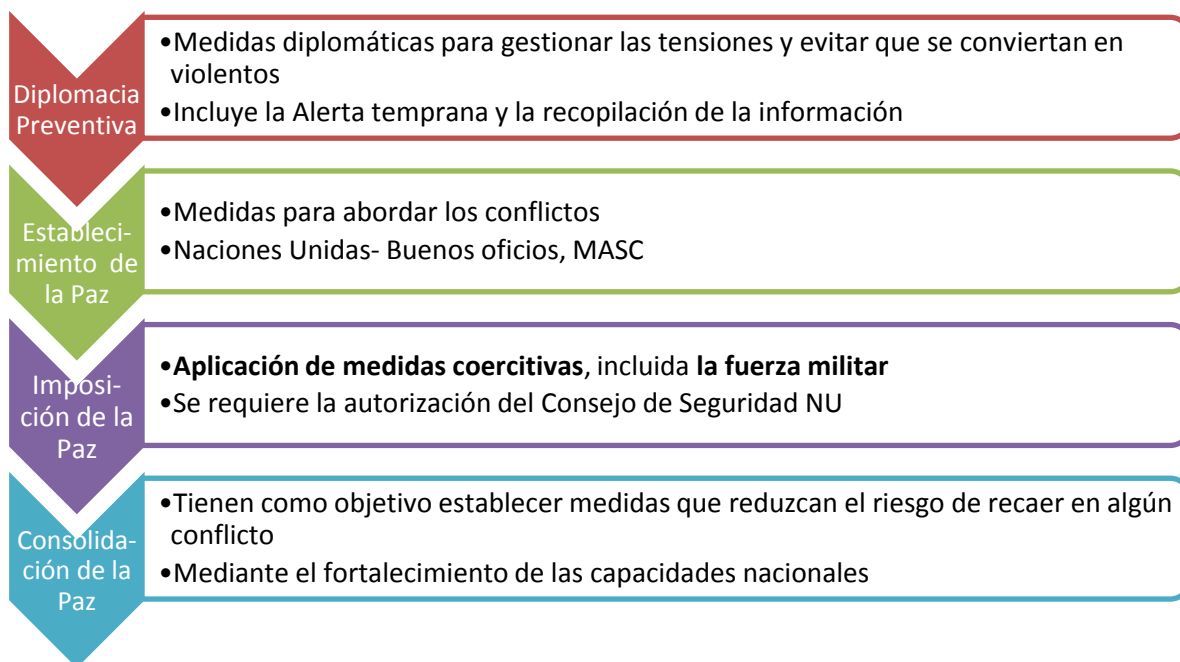 Diplomacia
Preventiva
•Medidas diplomáticas para gestionar las tensiones y evitar que se conviertan en
violentos
•Incluye la Alerta temprana y la recopilación de la información
Estableci-
miento de
la Paz
•Medidas para abordar los conflictos
•Naciones Unidas- Buenos oficios, MASC
Imposi-
ción de la
Paz
•Aplicación de medidas coercitivas, incluida la fuerza militar
•Se requiere la autorización del Consejo de Seguridad NU
Consolida-
ción de la
Paz
•Tienen como objetivo establecer medidas que reduzcan el riesgo de recaer en algún
conflicto
•Mediante el fortalecimiento de las capacidades nacionales